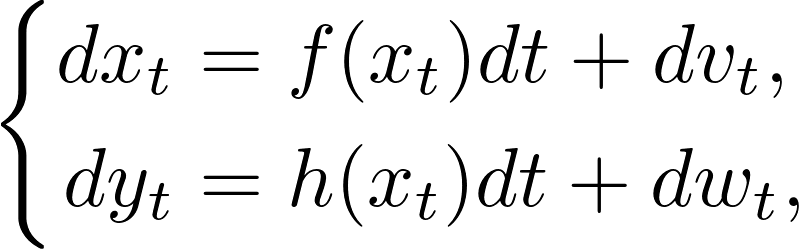 dx_t = f(x_t)dt + dv_t,
dy_t = h(x_t)dt + dw_t,